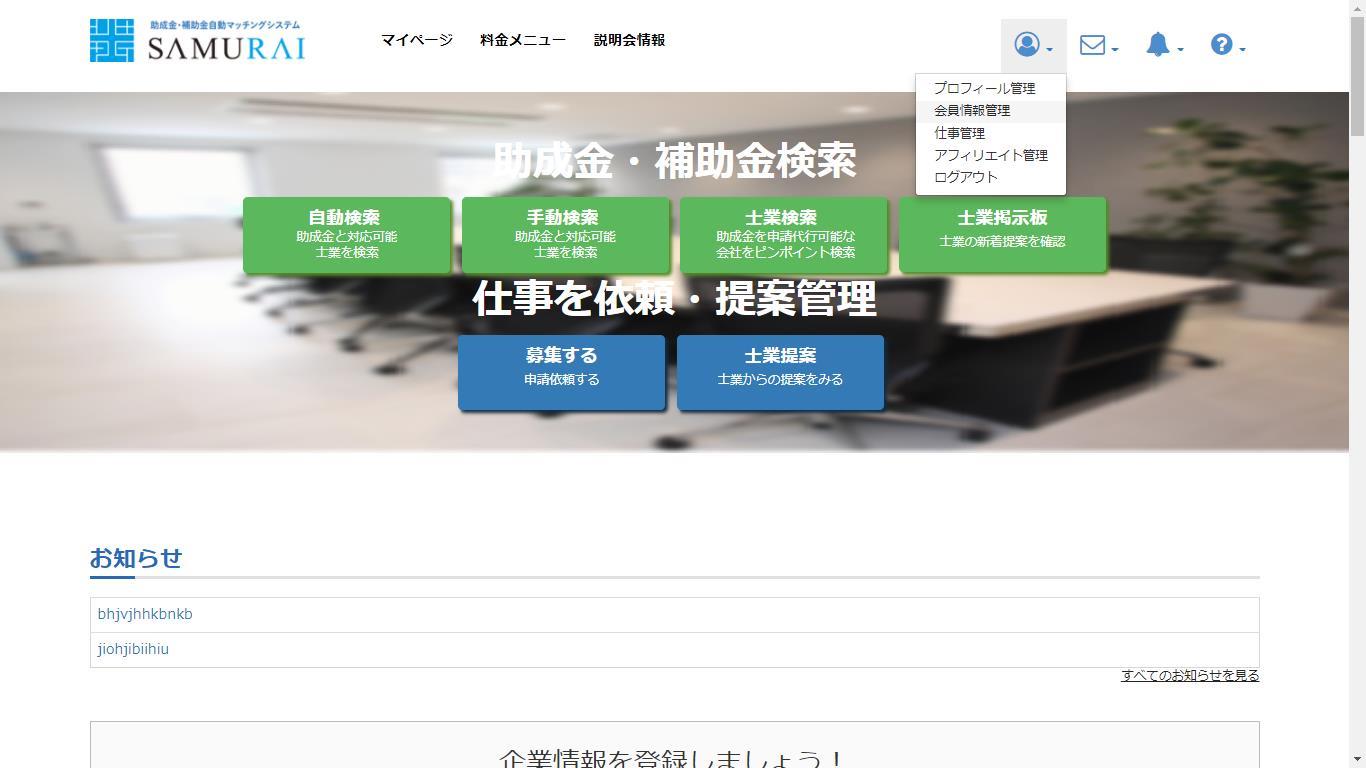 助成金・補助金自動マッチングシステム
SAMURAI
マイページ
料金メニュー
説明会情報
プロフィール管理
会員情報管理
仕事管理
アフィリエイト管理
ログアウト
助成金・補助金検索
自動検索
助成金と対応可能
士業を検索
手動検索
助成金と対応可能
士業を検索
士業検索
助成金を申請代行可能な
会社をピンポイント検索
士業掲示板
士業の新着提案を確認
仕事を依頼・提案管理
募集する
申請依頼する
士業提案
士業からの提案をみる
お知らせ
bhjvjhhkbnkb
jiohjibiihiu
すべてのお知らせを見る
企業情報を登録しましょう！